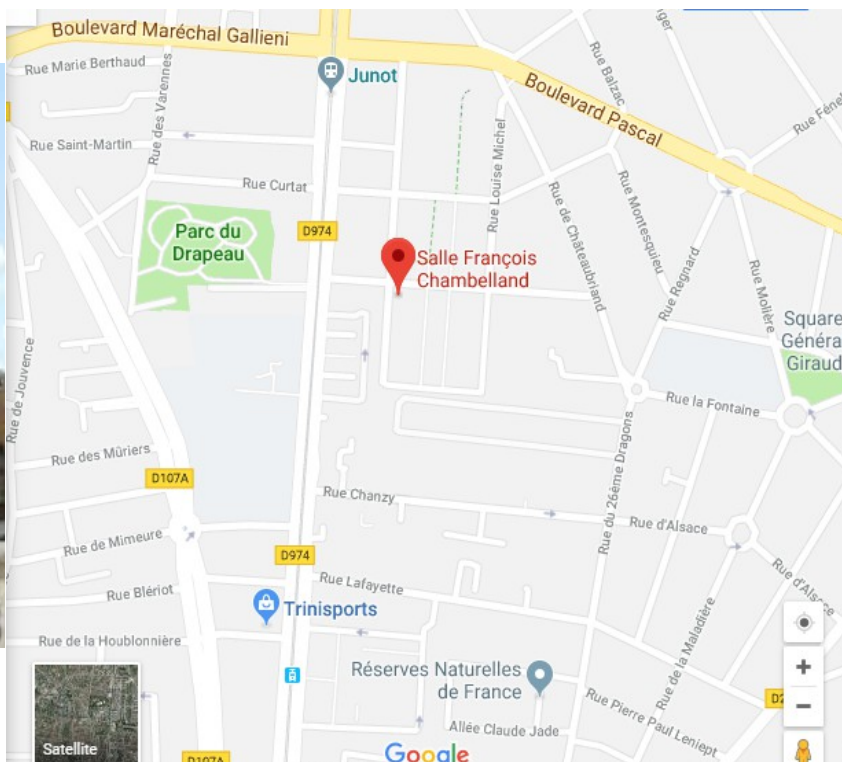 Boulevard Maréchal Gallieni
Rue Marie Berthaud
Junot
Rue Balzac
Boulevard Pascal
Rue des Varennes
Rue Saint-Martin
Rue Louise Michel
Rue Curtat
Rue Montesquieu
Parc du
Drapeau
D974
Rue de Châteaubriand
Salle François
Chambelland
Rue Regnard
Rue Molière
Square
Généra
Giraud
Rue de Jouvence
Rue la Fontaine
Rue des Mûriers
D107A
Rue Chanzy
Rue du 26ème Dragons
Rue d'Alsace
Rue de Mimeure
D974
Rue Lafayette
Rue d'Alsace
Rue Blériot
Trinisports
Rue de la Houblonnière
Rue de la Maladière
Réserves Naturelles
de France
Rue Pierre Paul Leniept
Allée Claude Jade
Satellite
D107A
Google